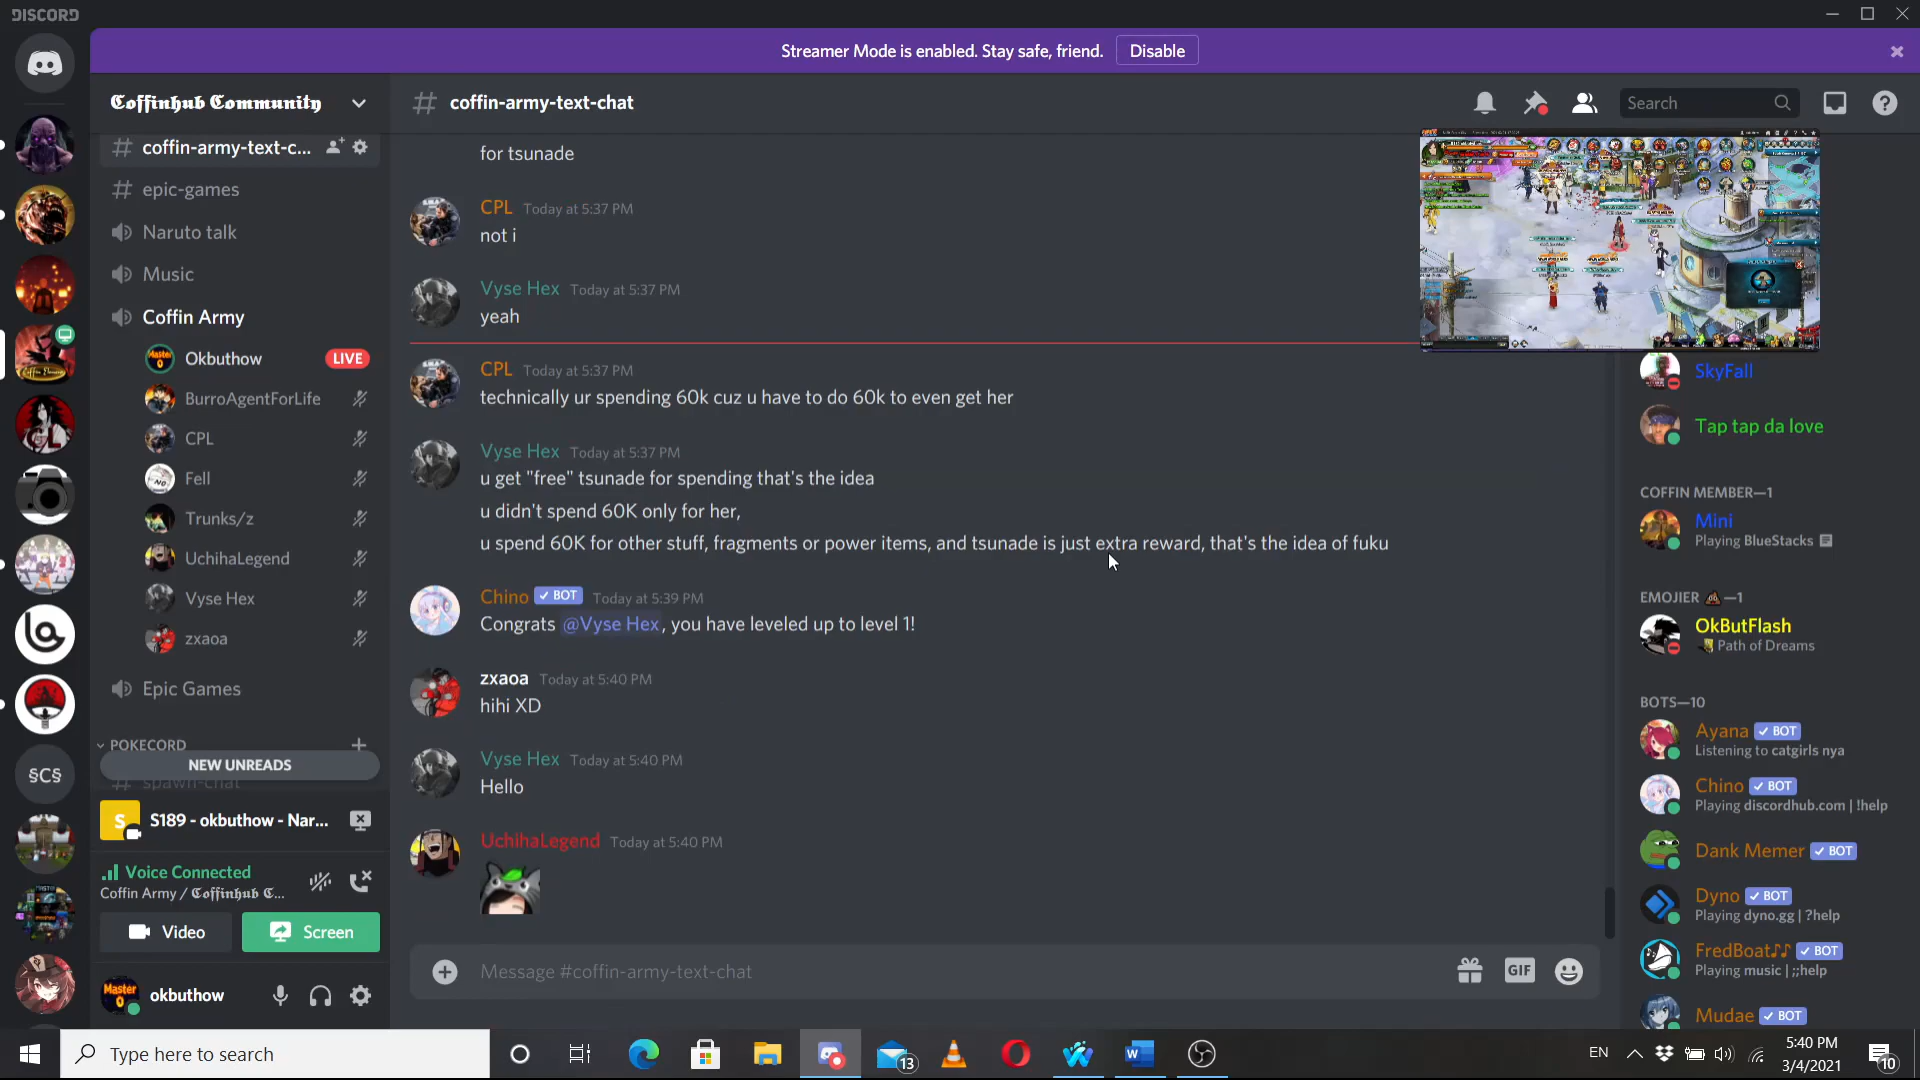 DISCORD
Streamer Mode is enabled. Stay safe, friend.
Disable
Coffinhub Community
coffin-army-text-c...
epic-games
Naruto talk
Music
Coffin Army
Okbuthow
LIVE
BurroAgentForLife
CPL
Fell
Trunks/z
UchihaLegend
Vyse Hex
zxaoa
Epic Games
POKECORD
NEW UNREADS
spawn-chat
S189 - okbuthow - Nar...
Voice Connected
Coffin Army / Coffinhub C...
Video
Screen
okbuthow
coffin-army-text-chat
Search
for tsunade
CPL Today at 5:37 PM
not i
Vyse Hex Today at 5:37 PM
yeah
CPL Today at 5:37 PM
technically ur spending 60k cuz u have to do 60k to even get her
Vyse Hex Today at 5:37 PM
u get "free" tsunade for spending that's the idea
u didn't spend 60K only for her,
u spend 60K for other stuff, fragments or power items, and tsunade is just extra reward, that's the idea of fuku
Chino ✓ BOT Today at 5:39 PM
Congrats @Vyse Hex, you have leveled up to level 1!
zxaoa Today at 5:40 PM
hihi XD
Vyse Hex Today at 5:40 PM
Hello
UchihaLegend Today at 5:40 PM
Message #coffin-army-text-chat
GIF
SkyFall
Tap tap da love
COFFIN MEMBER—1
Mini
Playing BlueStacks
EMOJIER 💩—1
OkButFlash
Path of Dreams
BOTS—10
Ayana ✓ BOT
Listening to catgirls nya
Chino ✓ BOT
Playing discordhub.com | !help
Dank Memer ✓ BOT
Dyno ✓ BOT
Playing dyno.gg | ?help
FredBoat♪♪ ✓ BOT
Playing music | ;;help
Mudae ✓ BOT
§C§
NO
CL
S
Master
O
Type here to search
13
W
EN
5:40 PM
3/4/2021
10